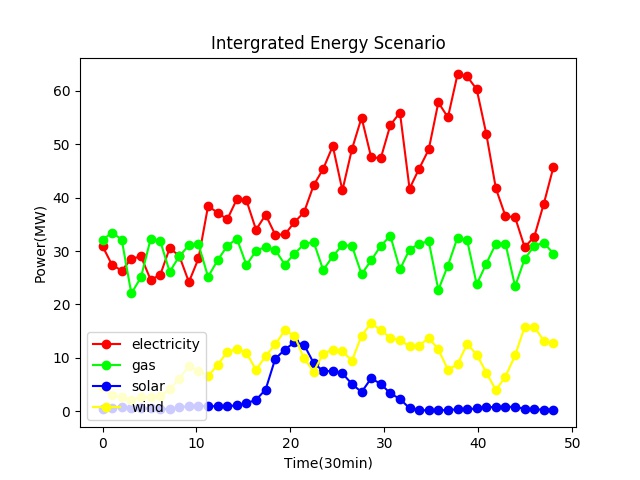 Intergrated Energy Scenario
Power(MW)
60
50
40
30
20
10
0
electricity
gas
solar
wind
0 10 20 30 40 50
Time(30min)